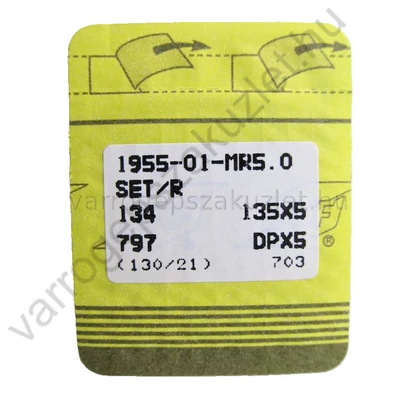 1955-01-MR5.0
SET/R
134 135X5
797 DPX5
(130/21) 703
®
varrogepszakuzlet.hu